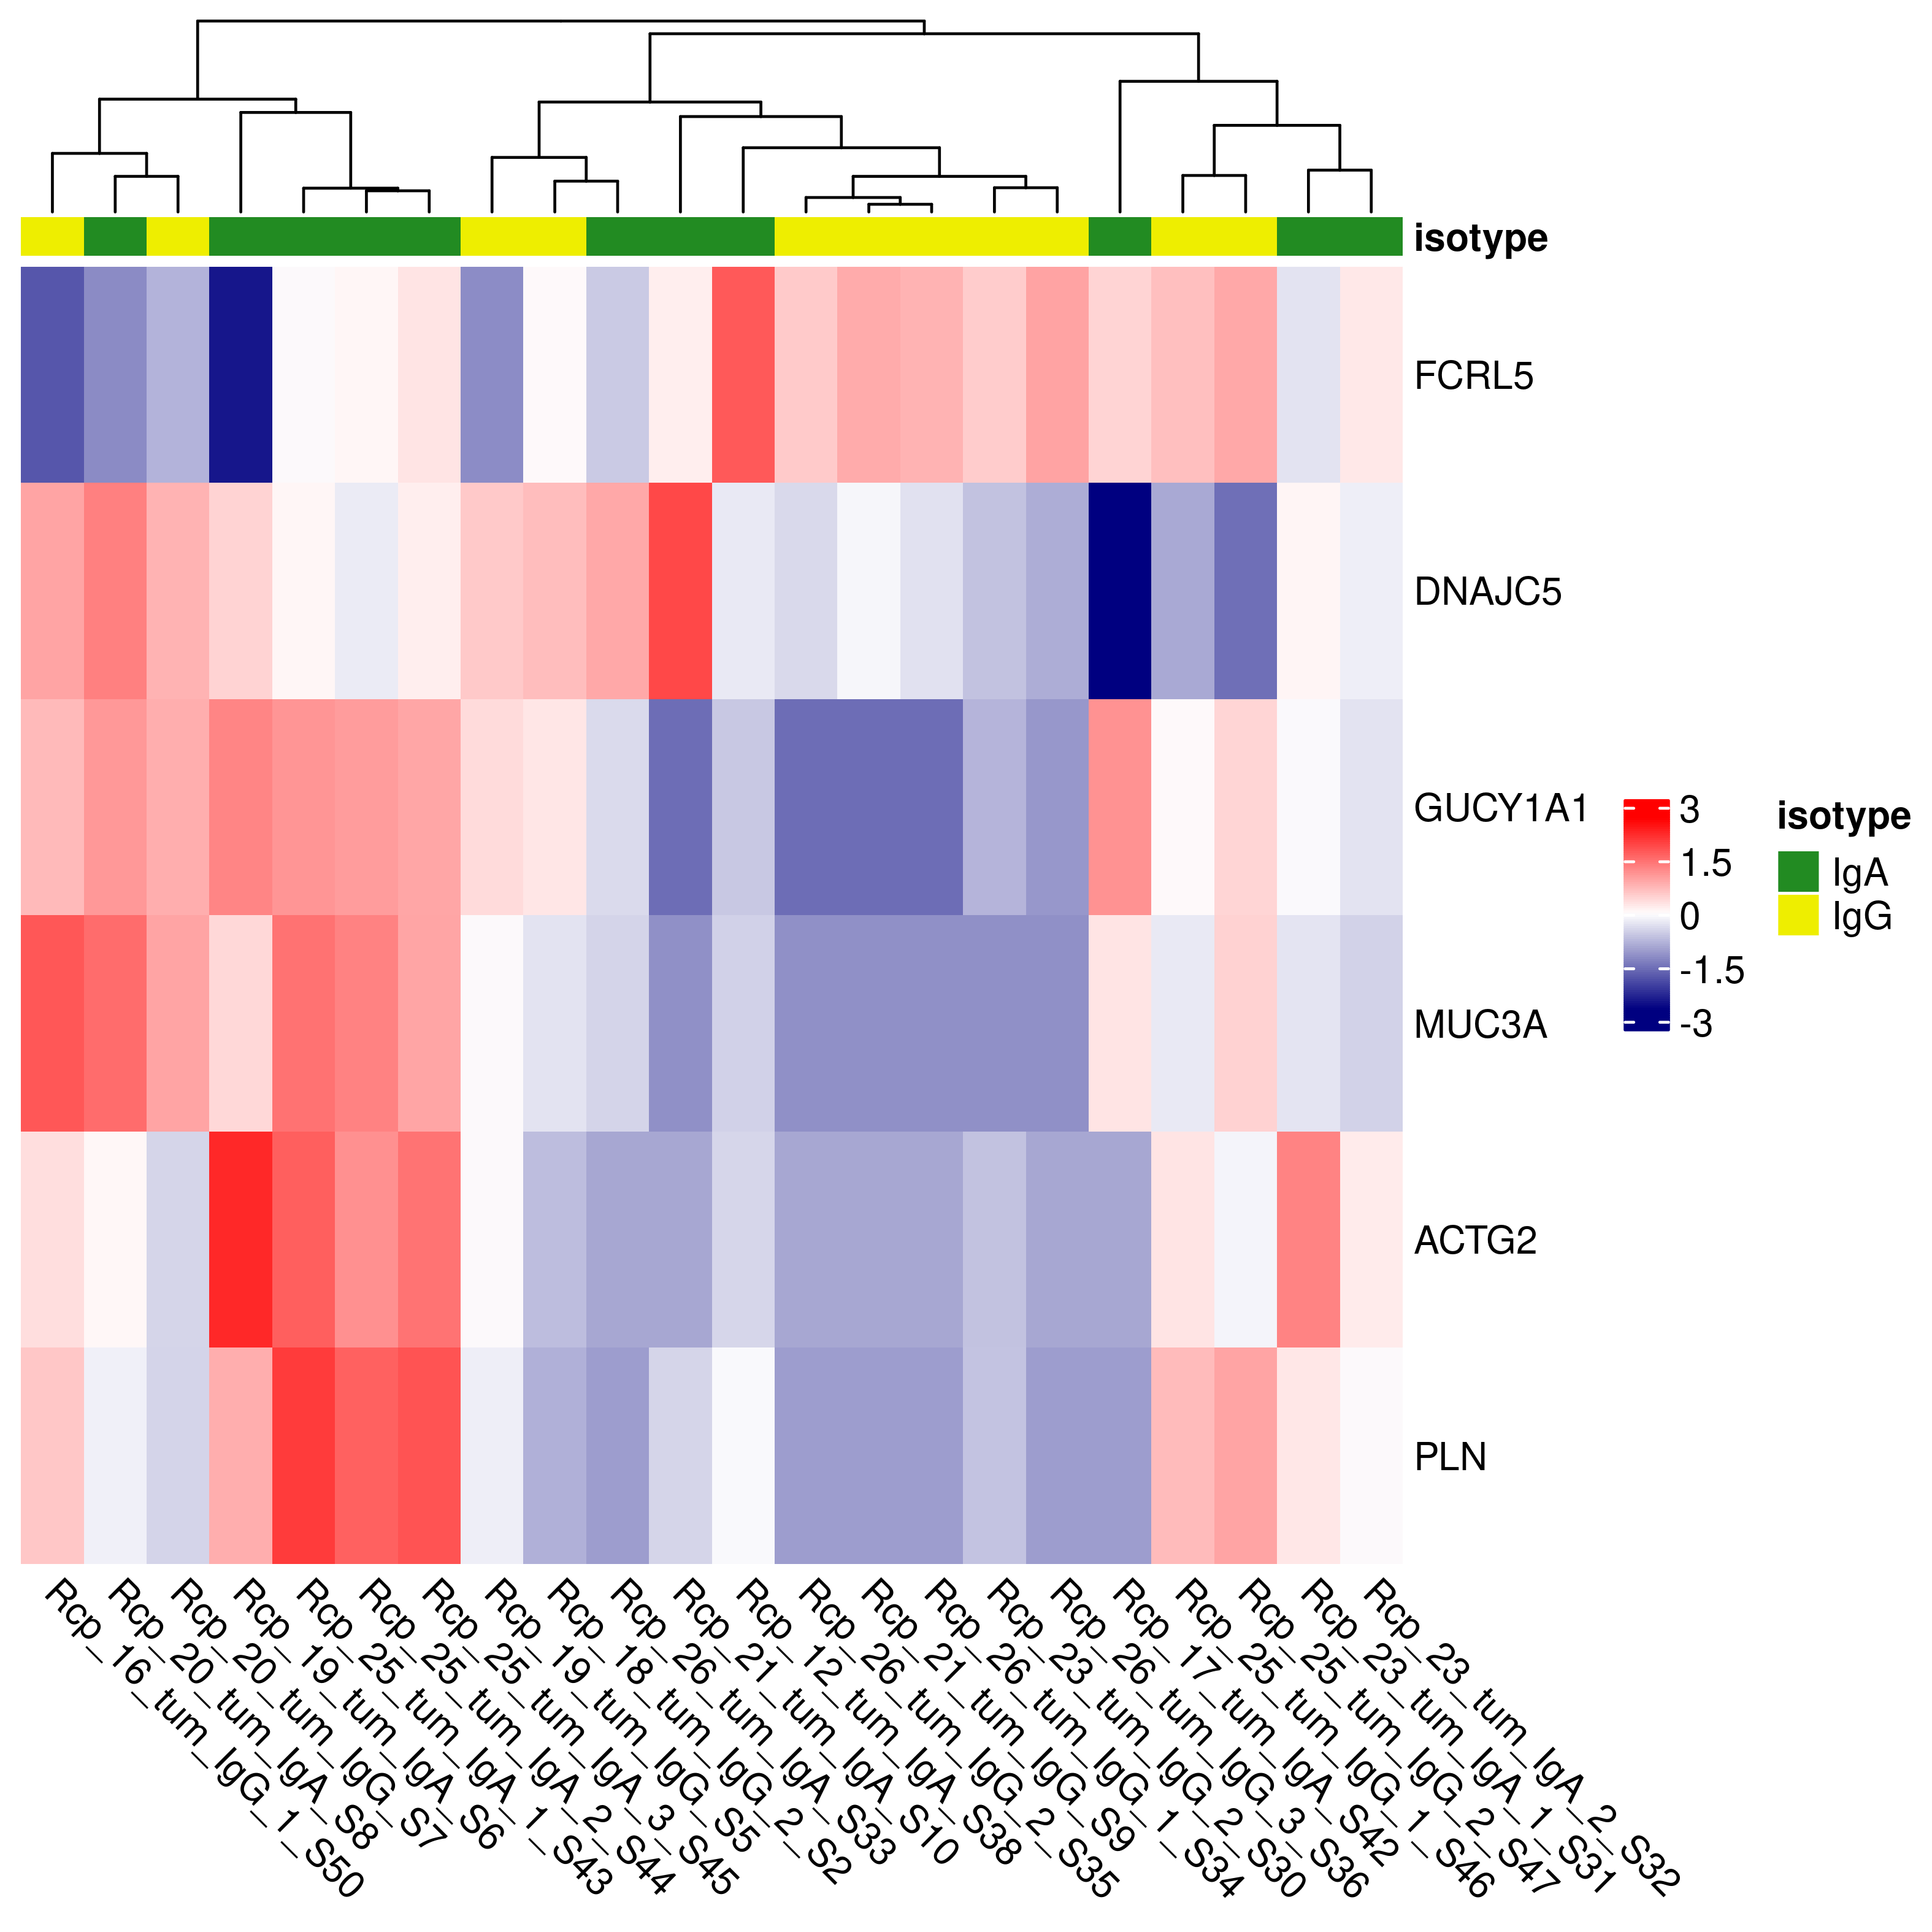 isotype
FCRL5
DNAJC5
GUCY1A1
MUC3A
ACTG2
PLN
3
1.5
0
-1.5
-3
isotype
IgA
IgG
Rcp_16_tum_IgG_1_S50
Rcp_20_tum_IgA_S8
Rcp_20_tum_IgG_S7
Rcp_19_tum_IgA_S6
Rcp_25_tum_IgA_1_S43
Rcp_25_tum_IgA_2_S44
Rcp_25_tum_IgA_3_S45
Rcp_19_tum_IgG_S5
Rcp_18_tum_IgG_2_S2
Rcp_26_tum_IgA_S33
Rcp_21_tum_IgA_S10
Rcp_12_tum_IgA_S38
Rcp_26_tum_IgG_2_S35
Rcp_21_tum_IgG_S9
Rcp_26_tum_IgG_1_S34
Rcp_23_tum_IgG_2_S30
Rcp_26_tum_IgG_3_S36
Rcp_17_tum_IgA_S42
Rcp_25_tum_IgG_1_S46
Rcp_25_tum_IgG_2_S47
Rcp_23_tum_IgA_1_S31
Rcp_23_tum_IgA_2_S32